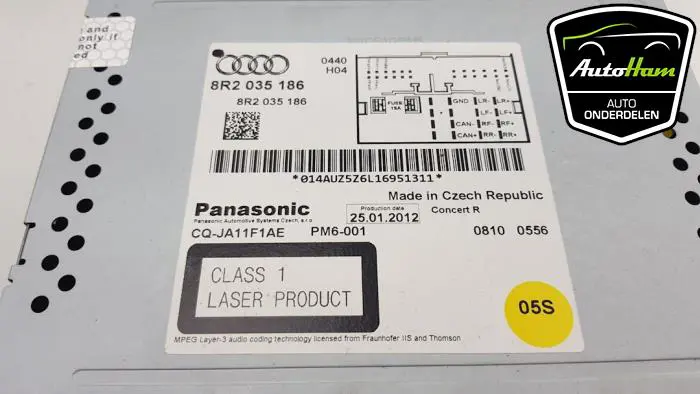 and
only if
not
ed
AutoHam
AUTO
ONDERDELEN
0440
H04
8R2 035 186
8R2 035 186
FUSE
15A
GND LR- LR+
+ LF- LF+
CAN- RF- RF+
CAN+ RR- RR+
*014AUZ5Z6L16951311*
Made in Czech Republic
Panasonic
Panasonic Automotive Systems Czech, s.r.o
Production date
25.01.2012
Concert R
CQ-JA11F1AE PM6-001 0810 0556
CLASS 1
LASER PRODUCT
05S
MPEG Layer-3 audio coding technology licensed from Fraunhofer IIS and Thomson